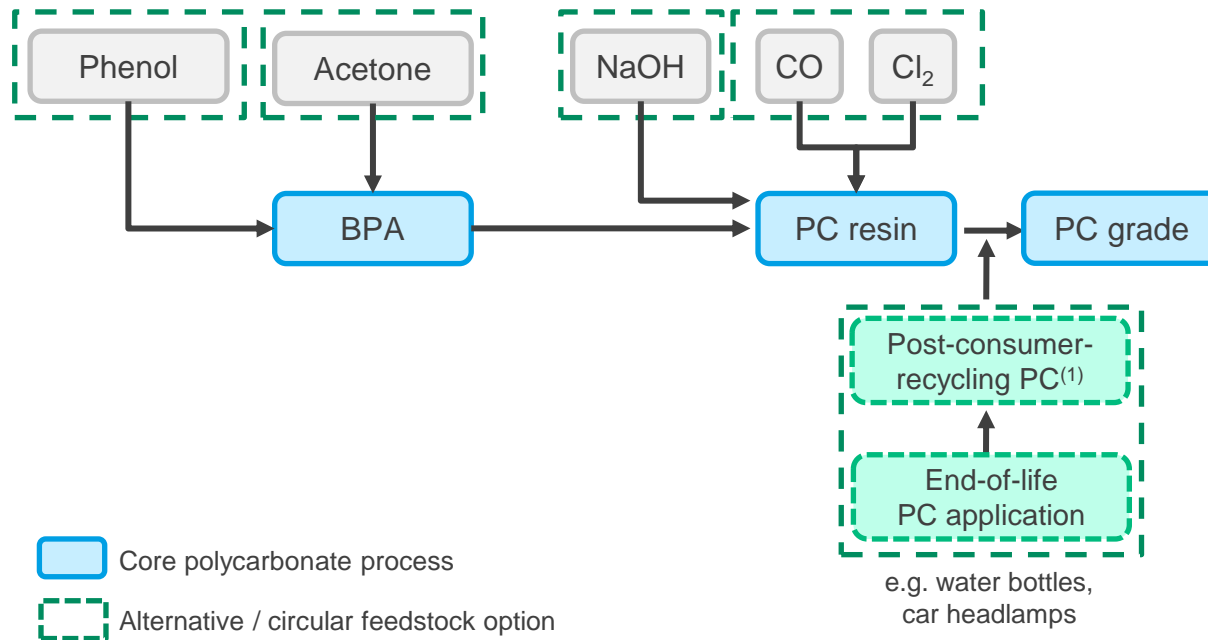 Phenol
Acetone
NaOH
CO
Cl₂
BPA
PC resin
PC grade
Post-consumer-
recycling PC⁽¹⁾
End-of-life
PC application
e.g. water bottles,
car headlamps
Core polycarbonate process
Alternative / circular feedstock option